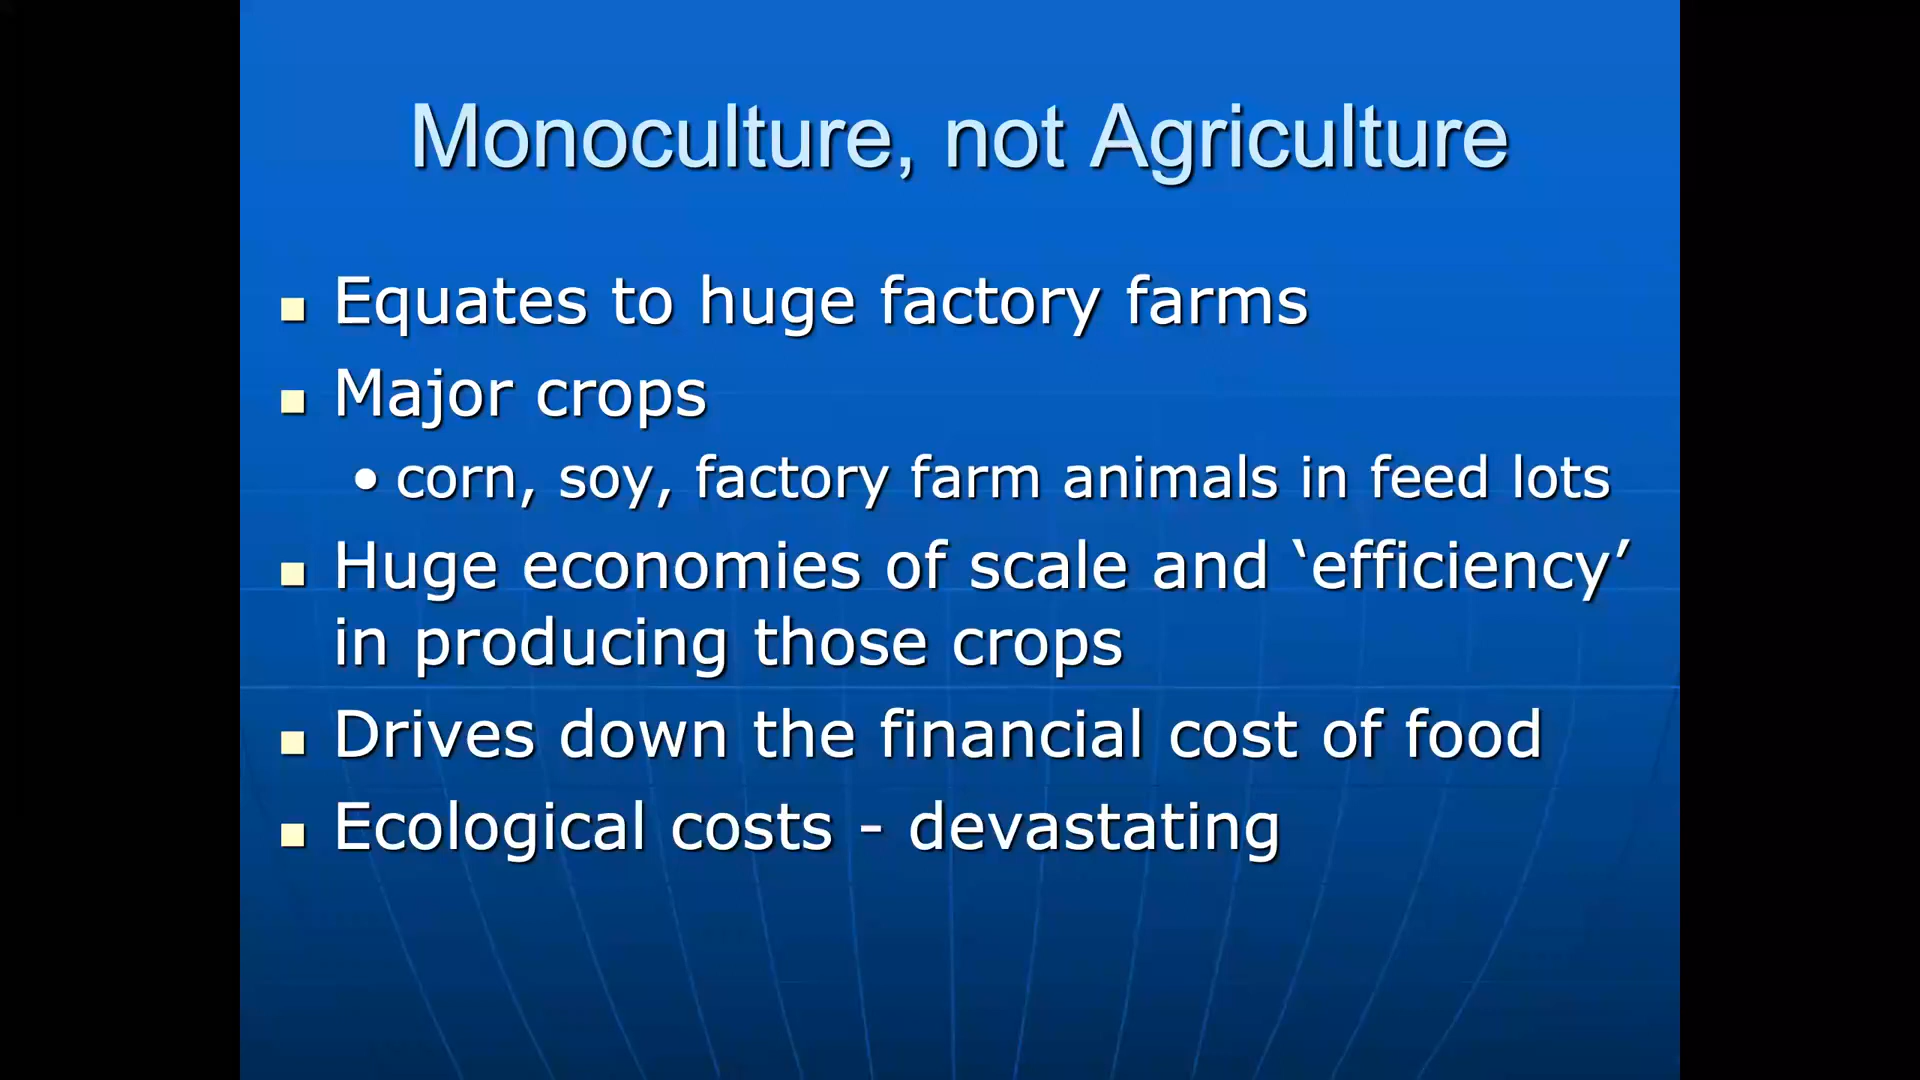 Monoculture, not Agriculture
Equates to huge factory farms
Major crops
• corn, soy, factory farm animals in feed lots
Huge economies of scale and ‘efficiency’
in producing those crops
Drives down the financial cost of food
Ecological costs - devastating